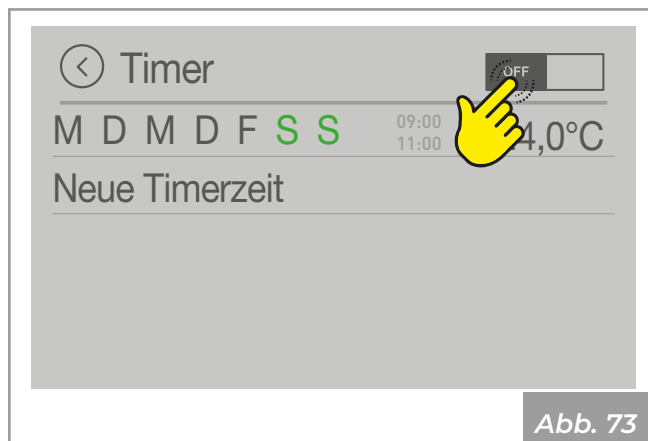 Timer OFF
M D M D F S S 09:00 4,0°C
11:00
Neue Timerzeit
Abb. 73